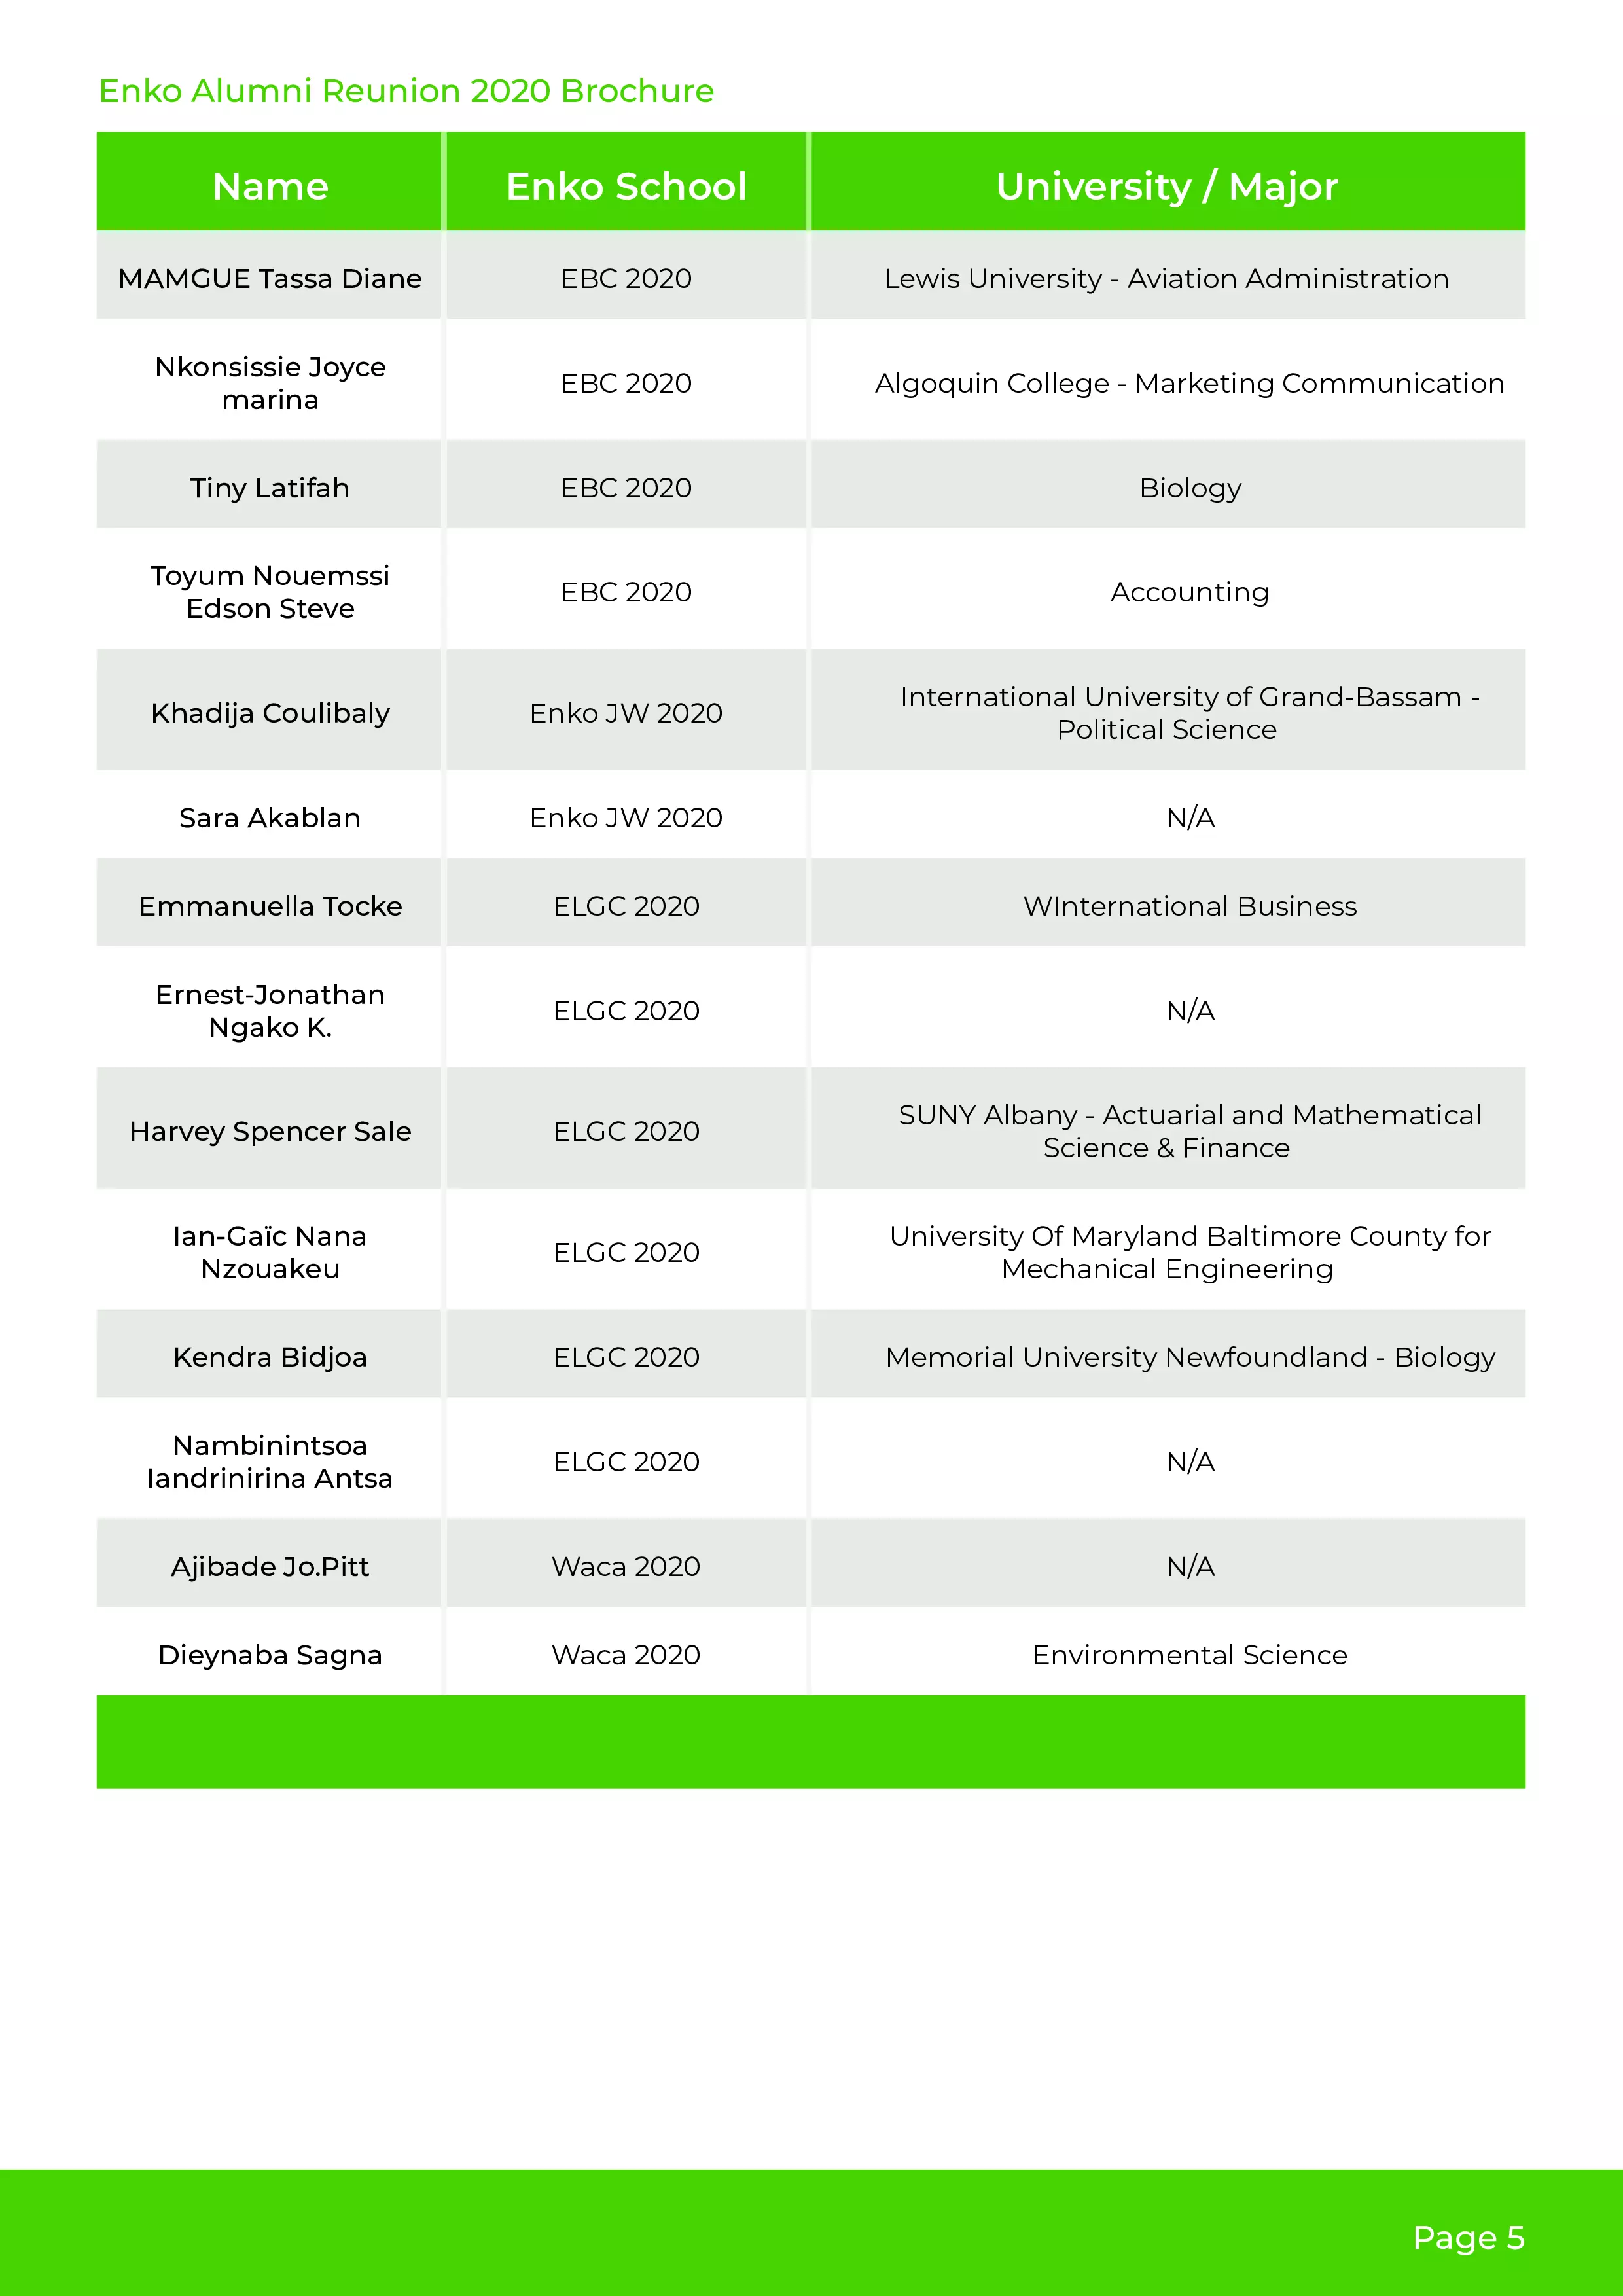 Enko Alumni Reunion 2020 Brochure
Name Enko School University / Major
MAMGUE Tassa Diane EBC 2020 Lewis University - Aviation Administration
Nkonsissie Joyce
marina
EBC 2020
Algoquin College - Marketing Communication
Tiny Latifah EBC 2020 Biology
Toyum Nouemssi
Edson Steve
EBC 2020
Accounting
Khadija Coulibaly
Enko JW 2020
International University of Grand-Bassam -
Political Science
Sara Akablan Enko JW 2020 N/A
Emmanuella Tocke ELGC 2020 WInternational Business
Ernest-Jonathan
Ngako K.
ELGC 2020
N/A
Harvey Spencer Sale
ELGC 2020
SUNY Albany - Actuarial and Mathematical
Science & Finance
Ian-Gaïc Nana
Nzouakeu
ELGC 2020
University Of Maryland Baltimore County for
Mechanical Engineering
Kendra Bidjoa ELGC 2020 Memorial University Newfoundland - Biology
Nambinintsoa
Iandrinirina Antsa
ELGC 2020
N/A
Ajibade Jo.Pitt Waca 2020 N/A
Dieynaba Sagna Waca 2020 Environmental Science
Page 5